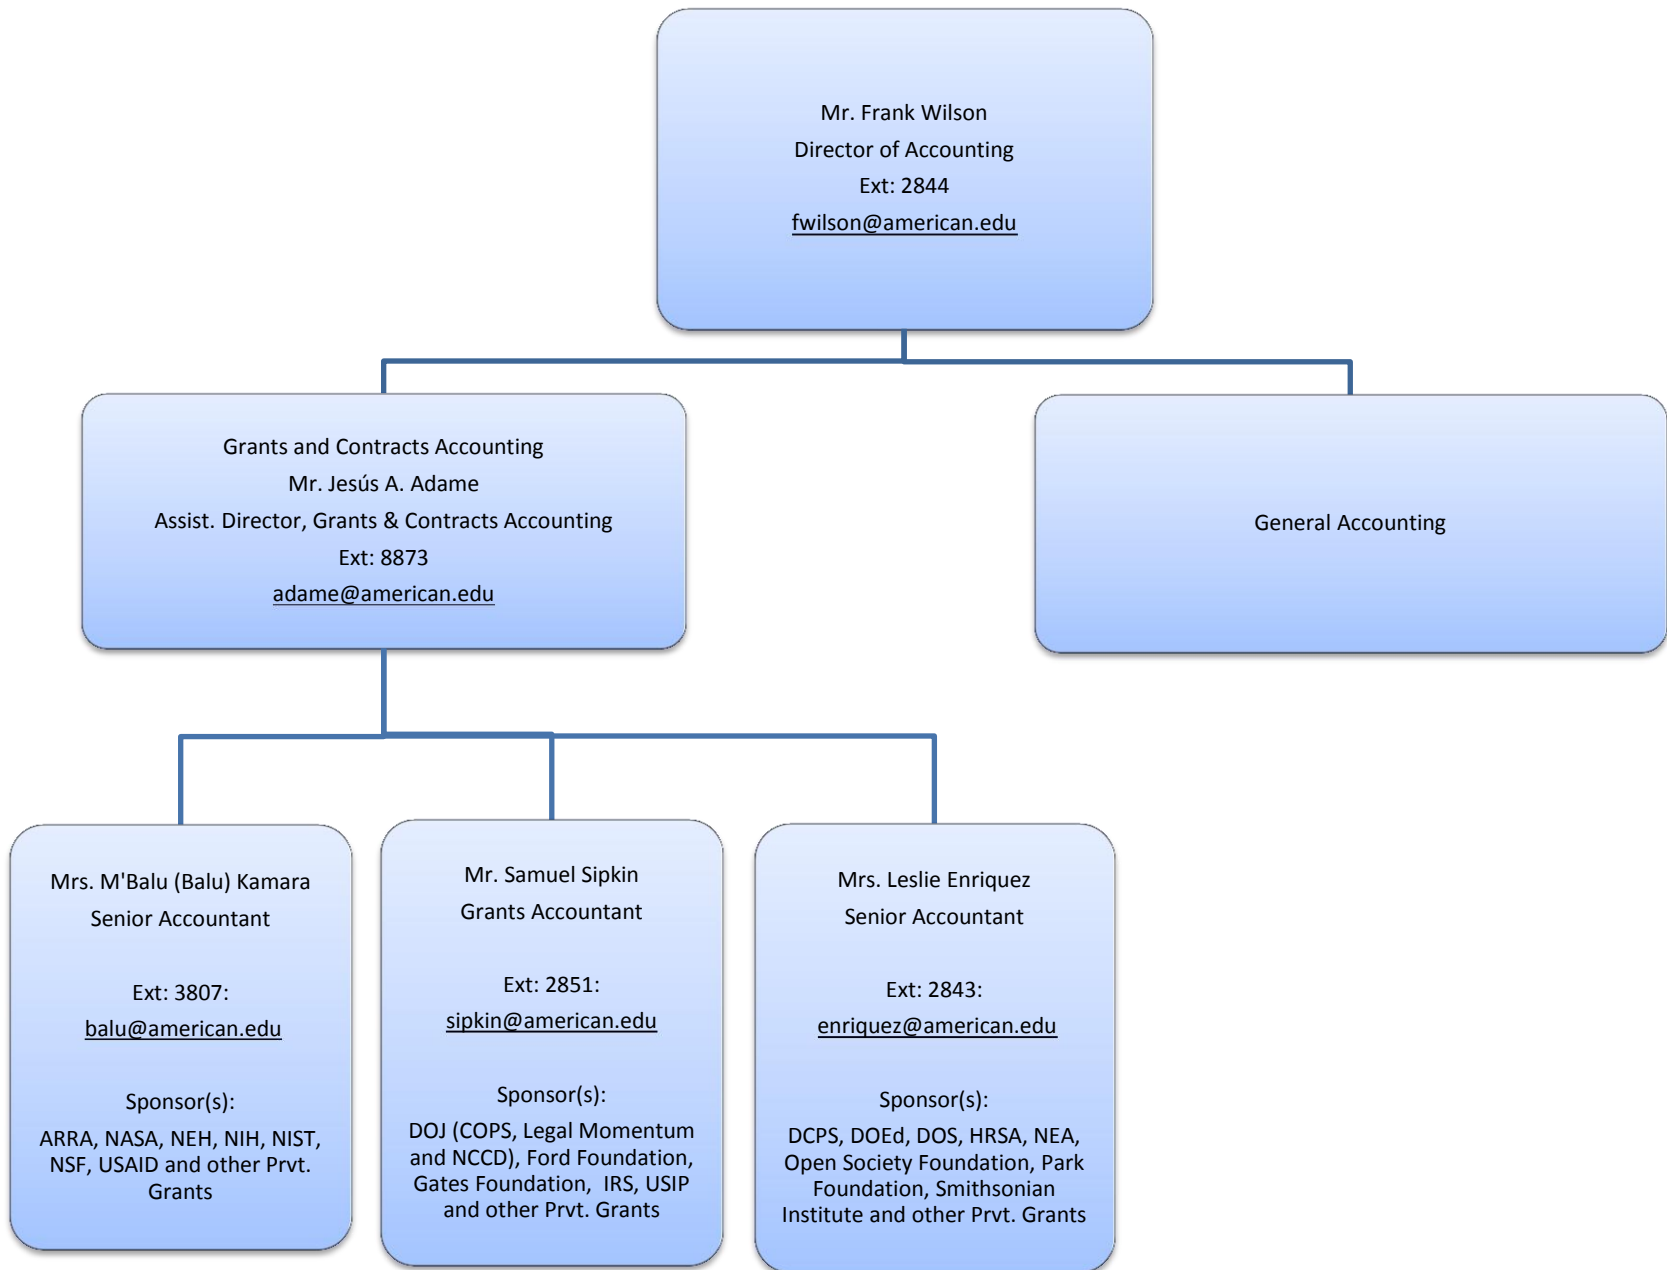 Mr. Frank Wilson
Director of Accounting
Ext: 2844
fwilson@american.edu
Grants and Contracts Accounting
Mr. Jesús A. Adame
Assist. Director, Grants & Contracts Accounting
Ext: 8873
adame@american.edu
General Accounting
Mrs. M'Balu (Balu) Kamara
Senior Accountant
Ext: 3807:
balu@american.edu
Sponsor(s):
ARRA, NASA, NEH, NIH, NIST,
NSF, USAID and other Prvt.
Grants
Mr. Samuel Sipkin
Grants Accountant
Ext: 2851:
sipkin@american.edu
Sponsor(s):
DOJ (COPS, Legal Momentum
and NCCD), Ford Foundation,
Gates Foundation,  IRS, USIP
and other Prvt. Grants
Mrs. Leslie Enriquez
Senior Accountant
Ext: 2843:
enriquez@american.edu
Sponsor(s):
DCPS, DOEd, DOS, HRSA, NEA,
Open Society Foundation, Park
Foundation, Smithsonian
Institute and other Prvt. Grants